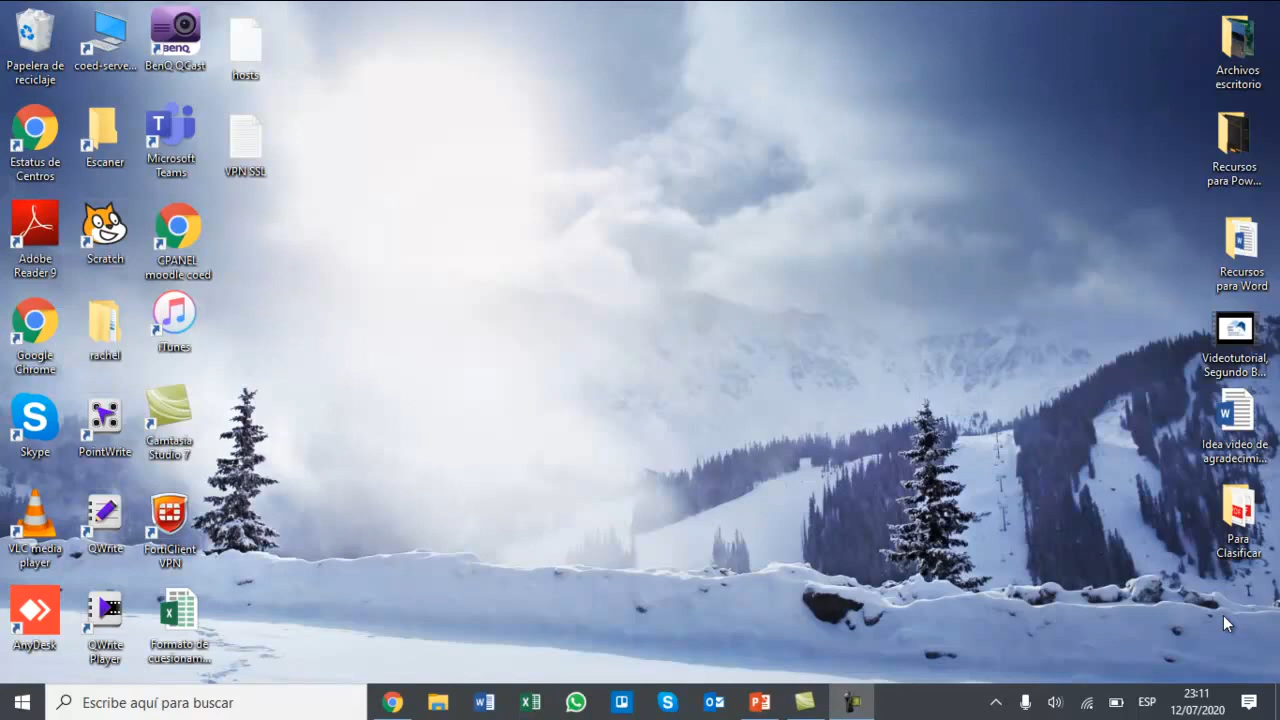 Papelera de
reciclaje
coed-serve...
BenQ
BenQ QCast
hosts
Estatus de
Centros
Escaner
T
Microsoft
Teams
VPN SSL
Adobe
Reader 9
Scratch
CPANEL
moodle coed
Google
Chrome
rachel
iTunes
S
Skype
PointWrite
Camtasia
Studio 7
VLC media
player
QWrite
FortiClient
VPN
AnyDesk
QWrite
Player
X
Formato de
cuesionam...
Archivos
escritorio
Recursos
para Pow...
W
Recursos
para Word
Videotutorial,
Segundo B...
W
Idea video de
agradecimi...
Para
Clasificar
Escribe aquí para buscar
ESP
23:11
12/07/2020